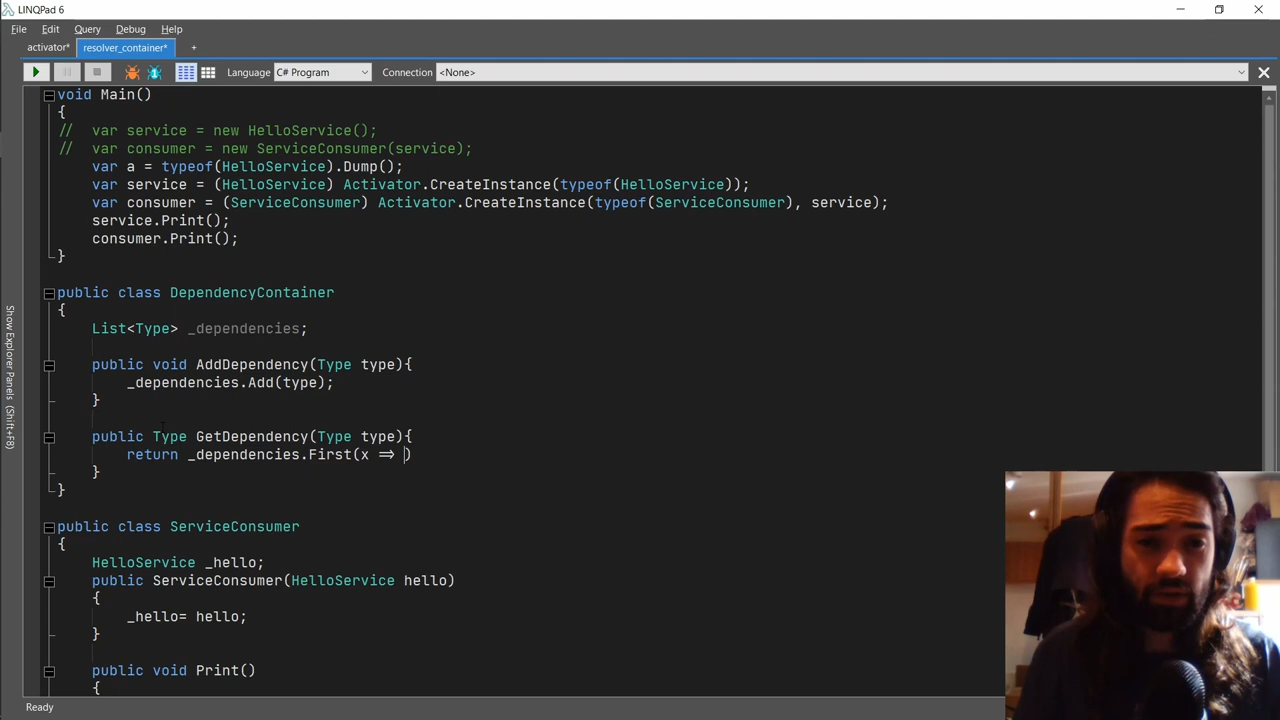 LINQPad 6
File Edit Query Debug Help
activator* resolver_container* +
Language C# Program Connection <None>
void Main()
{
// var service = new HelloService();
// var consumer = new ServiceConsumer(service);
var a = typeof(HelloService).Dump();
var service = (HelloService) Activator.CreateInstance(typeof(HelloService));
var consumer = (ServiceConsumer) Activator.CreateInstance(typeof(ServiceConsumer), service);
service.Print();
consumer.Print();
}
public class DependencyContainer
{
List<Type> _dependencies;
public void AddDependency(Type type){
_dependencies.Add(type);
}
public Type GetDependency(Type type){
return _dependencies.First(x => )
}
}
public class ServiceConsumer
{
HelloService _hello;
public ServiceConsumer(HelloService hello)
{
_hello= hello;
}
public void Print()
{
Show Explorer Panels (Shift+F8)
Ready